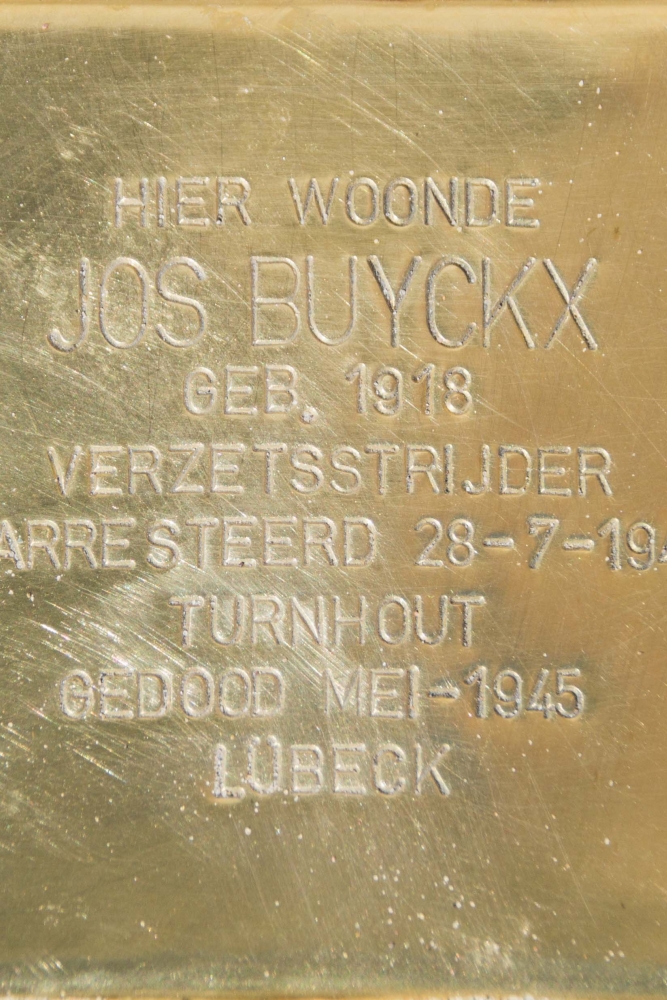 HIER WOONDE
JOS BUYCKX
GEB. 1918
VERZETSSTRIJDER
ARRESTEERD 28-7-194
TURNHOUT
GEDOOD MEI-1945
LÜBECK